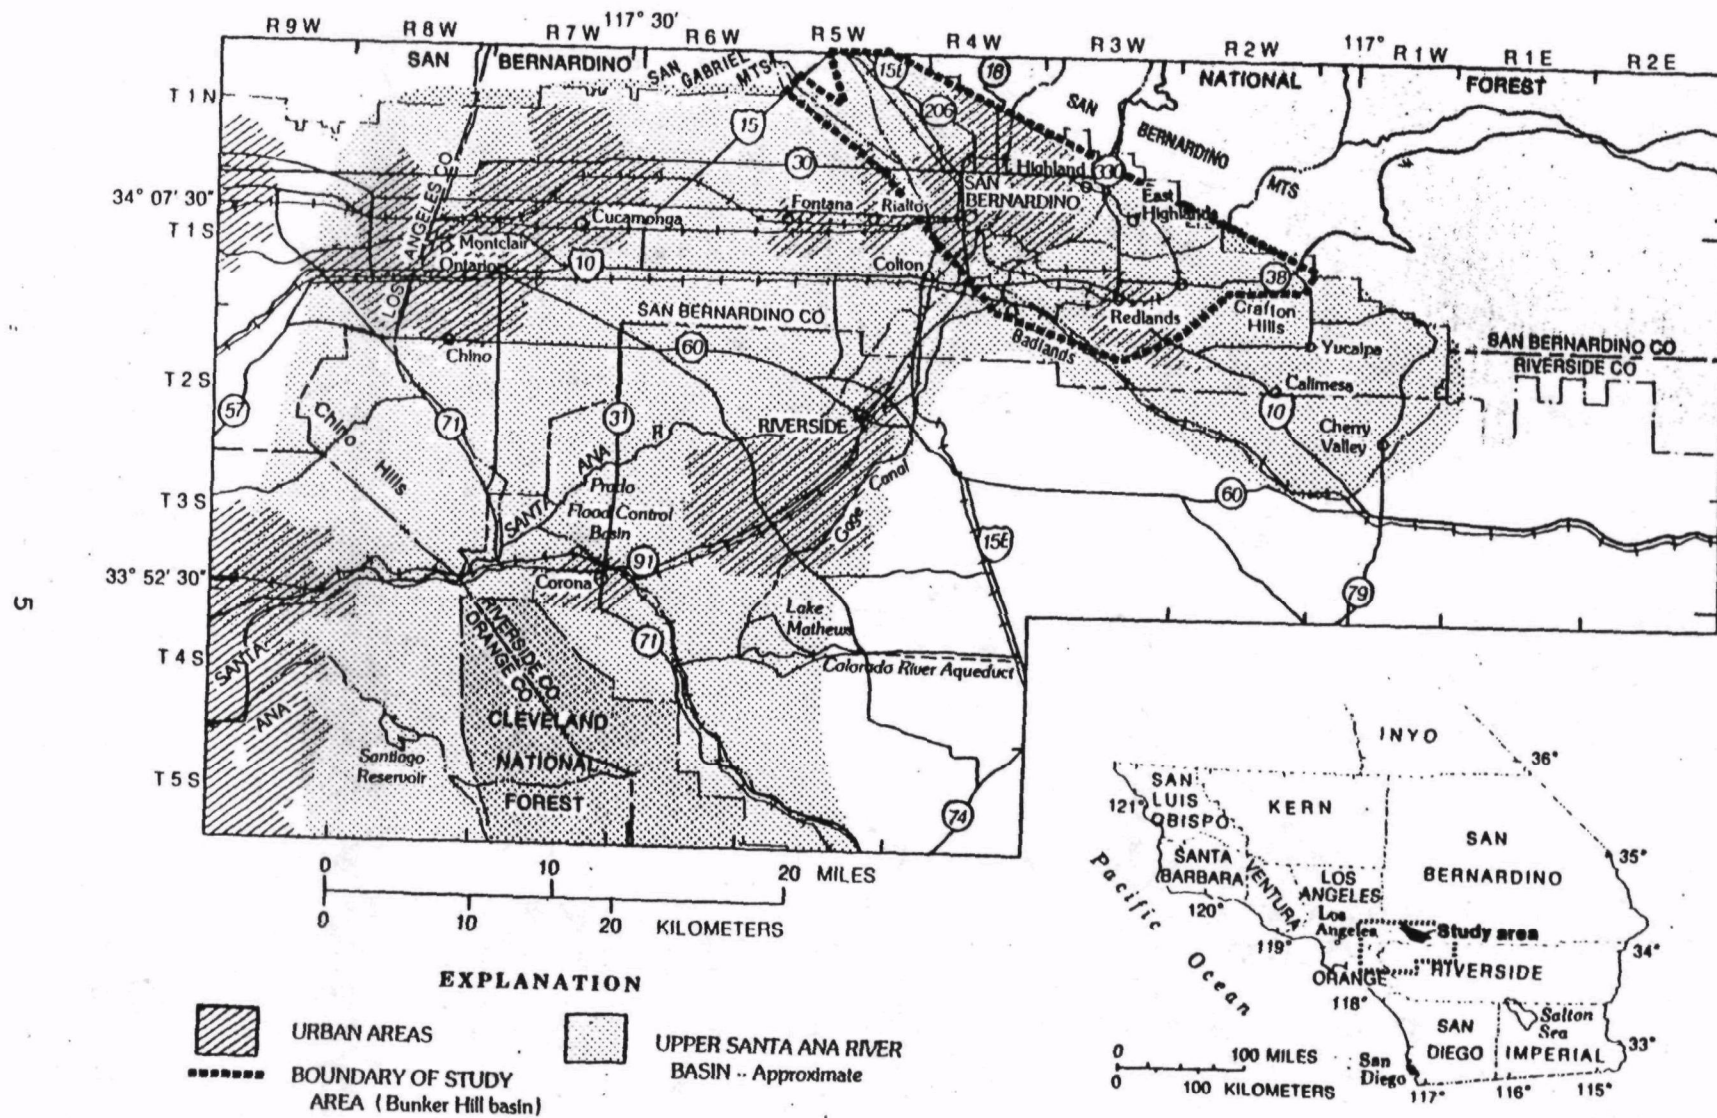 R 9 W
R 8 W
R 7 W
117° 30'
R 6 W
R 5 W
R 4 W
R 3 W
R 2 W
117°
R 1 W
R 1 E
R 2 E
SAN BERNARDINO
SAN GABRIEL MTS
15E
18
NATIONAL FOREST
T 1 N
15
206
SAN BERNARDINO MTS
30
Highland
330
34° 07' 30"
LOS ANGELES CO
Cucamonga
Fontana
Rialto
SAN BERNARDINO
East Highlands
T 1 S
Montclair
Ontario
10
Colton
38
Redlands
Crafton Hills
SAN BERNARDINO CO
60
Chino
Badlands
Yucaipa
SAN BERNARDINO CO
RIVERSIDE CO
T 2 S
57
Chino Hills
71
31
RIVERSIDE
Calimesa
10
Cherry Valley
SANTA ANA R
Prado
Flood Control
Basin
Gage Canal
T 3 S
60
15E
33° 52' 30"
Corona
91
79
RIVERSIDE CO
ORANGE CO
71
Lake
Mathews
Colorado River Aqueduct
T 4 S
SANTA ANA
CLEVELAND
NATIONAL
FOREST
Santiago
Reservoir
T 5 S
74
0 10 20 MILES
0 10 20 KILOMETERS
5
EXPLANATION
URBAN AREAS
BOUNDARY OF STUDY
AREA (Bunker Hill basin)
UPPER SANTA ANA RIVER
BASIN -- Approximate
INYO
36°
SAN
LUIS
OBISPO
121°
KERN
SAN
BERNARDINO
35°
SANTA
BARBARA
VENTURA
LOS
ANGELES
Los
Angeles
120°
119°
Study area
34°
Pacific Ocean
ORANGE
RIVERSIDE
118°
SAN
DIEGO
Salton
Sea
IMPERIAL
33°
San
Diego
117°
116°
115°
0 100 MILES
0 100 KILOMETERS